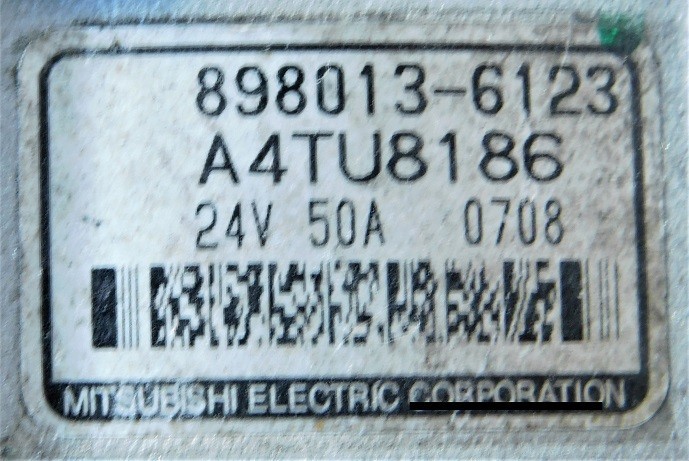 898013-6123
A4TU8186
24V 50A 0708
MITSUBISHI ELECTRIC CORPORATION